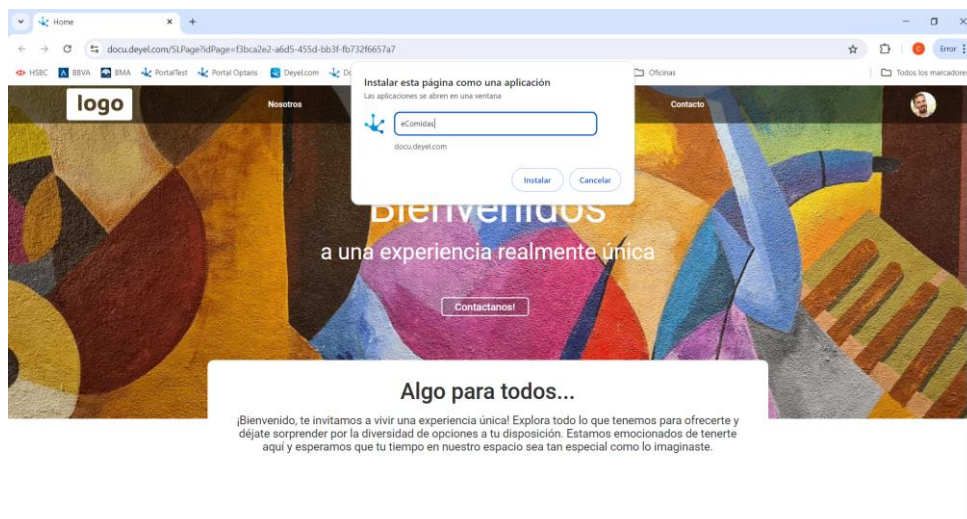 Home
docu.deyel.com/SLPage?idPage=f3bca2e2-a6d5-455d-bb3f-fb732f6657a7
Error
HSBC BBVA BMA PortalTest Portal Optaris Deyel.com Oficinas Todos los marcadores
Instalar esta página como una aplicación
Las aplicaciones se abren en una ventana
eComidas
docu.deyel.com
Instalar Cancelar
logo Nosotros Contacto
Bienvenidos
a una experiencia realmente única
Contactanos!
Algo para todos...
¡Bienvenido, te invitamos a vivir una experiencia única! Explora todo lo que tenemos para ofrecerte y
déjate sorprender por la diversidad de opciones a tu disposición. Estamos emocionados de tenerte
aquí y esperamos que tu tiempo en nuestro espacio sea tan especial como lo imaginaste.